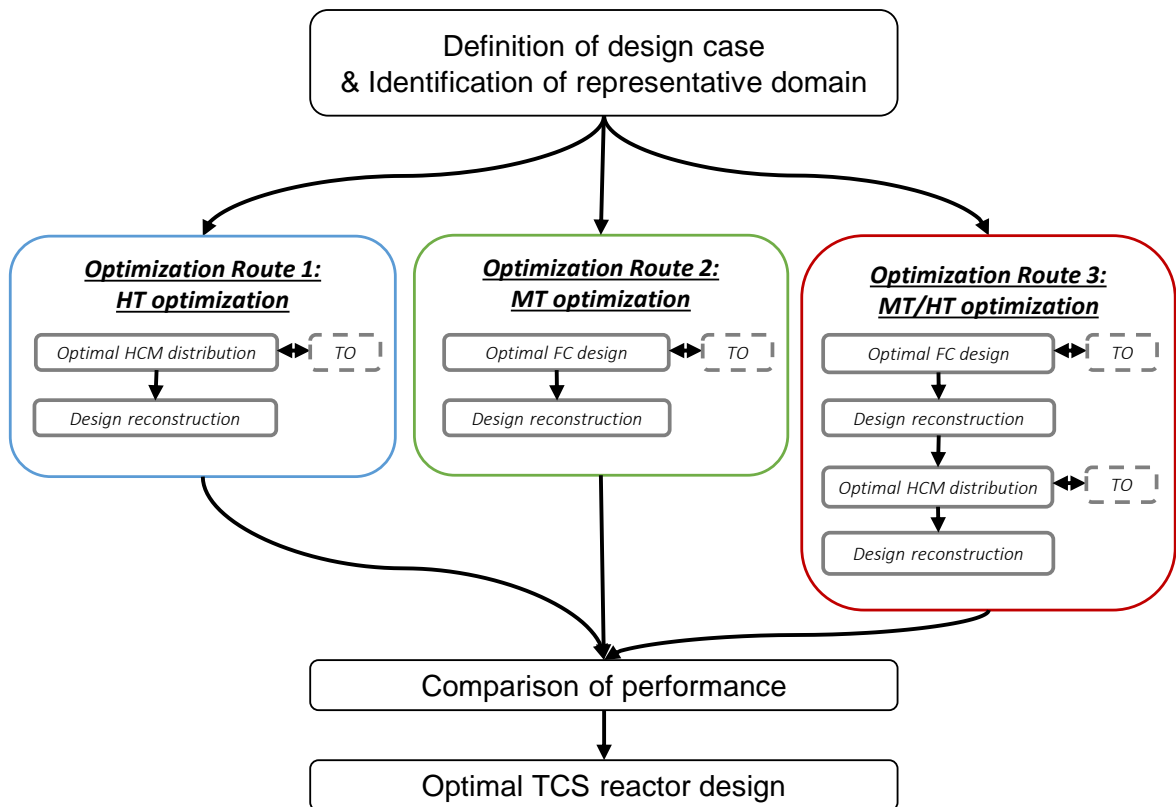 Definition of design case
& Identification of representative domain
Optimization Route 1:
HT optimization
Optimal HCM distribution
TO
Design reconstruction
Optimization Route 2:
MT optimization
Optimal FC design
TO
Design reconstruction
Optimization Route 3:
MT/HT optimization
Optimal FC design
TO
Design reconstruction
Optimal HCM distribution
TO
Design reconstruction
Comparison of performance
Optimal TCS reactor design